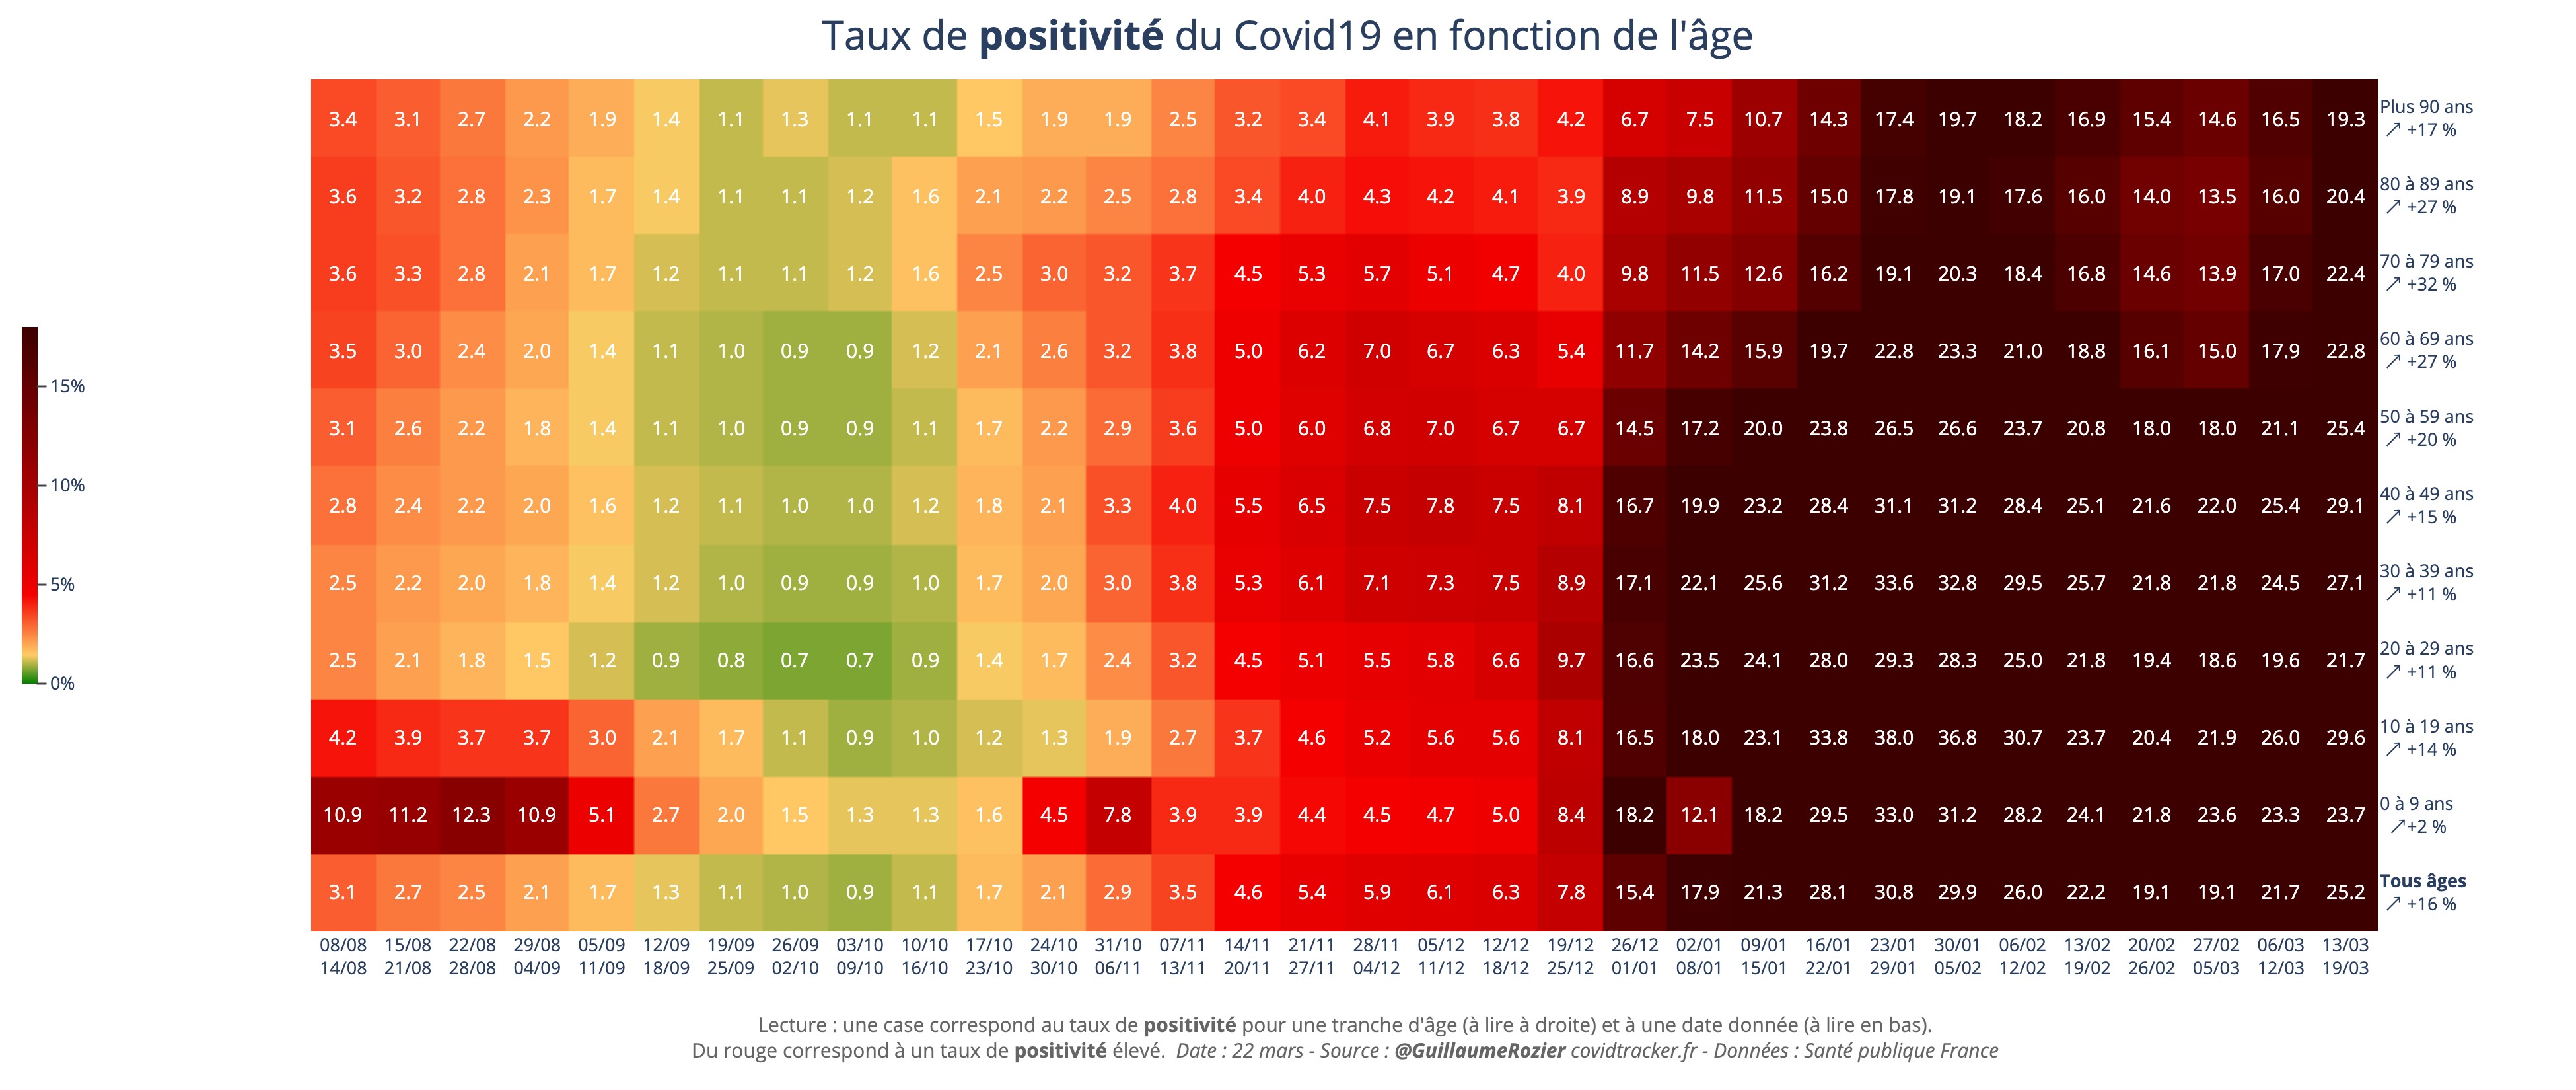 Taux de positivité du Covid19 en fonction de l'âge
3.4 3.1 2.7 2.2 1.9 1.4 1.1 1.3 1.1 1.1 1.5 1.9 1.9 2.5 3.2 3.4 4.1 3.9 3.8 4.2 6.7 7.5 10.7 14.3 17.4 19.7 18.2 16.9 15.4 14.6 16.5 19.3 Plus 90 ans
↗ +17 %
3.6 3.2 2.8 2.3 1.7 1.4 1.1 1.1 1.2 1.6 2.1 2.2 2.5 2.8 3.4 4.0 4.3 4.2 4.1 3.9 8.9 9.8 11.5 15.0 17.8 19.1 17.6 16.0 14.0 13.5 16.0 20.4 80 à 89 ans
↗ +27 %
3.6 3.3 2.8 2.1 1.7 1.2 1.1 1.1 1.2 1.6 2.5 3.0 3.2 3.7 4.5 5.3 5.7 5.1 4.7 4.0 9.8 11.5 12.6 16.2 19.1 20.3 18.4 16.8 14.6 13.9 17.0 22.4 70 à 79 ans
↗ +32 %
3.5 3.0 2.4 2.0 1.4 1.1 1.0 0.9 0.9 1.2 2.1 2.6 3.2 3.8 5.0 6.2 7.0 6.7 6.3 5.4 11.7 14.2 15.9 19.7 22.8 23.3 21.0 18.8 16.1 15.0 17.9 22.8 60 à 69 ans
↗ +27 %
3.1 2.6 2.2 1.8 1.4 1.1 1.0 0.9 0.9 1.1 1.7 2.2 2.9 3.6 5.0 6.0 6.8 7.0 6.7 6.7 14.5 17.2 20.0 23.8 26.5 26.6 23.7 20.8 18.0 18.0 21.1 25.4 50 à 59 ans
↗ +20 %
2.8 2.4 2.2 2.0 1.6 1.2 1.1 1.0 1.0 1.2 1.8 2.1 3.3 4.0 5.5 6.5 7.5 7.8 7.5 8.1 16.7 19.9 23.2 28.4 31.1 31.2 28.4 25.1 21.6 22.0 25.4 29.1 40 à 49 ans
↗ +15 %
2.5 2.2 2.0 1.8 1.4 1.2 1.0 0.9 0.9 1.0 1.7 2.0 3.0 3.8 5.3 6.1 7.1 7.3 7.5 8.9 17.1 22.1 25.6 31.2 33.6 32.8 29.5 25.7 21.8 21.8 24.5 27.1 30 à 39 ans
↗ +11 %
2.5 2.1 1.8 1.5 1.2 0.9 0.8 0.7 0.7 0.9 1.4 1.7 2.4 3.2 4.5 5.1 5.5 5.8 6.6 9.7 16.6 23.5 24.1 28.0 29.3 28.3 25.0 21.8 19.4 18.6 19.6 21.7 20 à 29 ans
↗ +11 %
4.2 3.9 3.7 3.7 3.0 2.1 1.7 1.1 0.9 1.0 1.2 1.3 1.9 2.7 3.7 4.6 5.2 5.6 5.6 8.1 16.5 18.0 23.1 33.8 38.0 36.8 30.7 23.7 20.4 21.9 26.0 29.6 10 à 19 ans
↗ +14 %
10.9 11.2 12.3 10.9 5.1 2.7 2.0 1.5 1.3 1.3 1.6 4.5 7.8 3.9 3.9 4.4 4.5 4.7 5.0 8.4 18.2 12.1 18.2 29.5 33.0 31.2 28.2 24.1 21.8 23.6 23.3 23.7 0 à 9 ans
↗+2 %
3.1 2.7 2.5 2.1 1.7 1.3 1.1 1.0 0.9 1.1 1.7 2.1 2.9 3.5 4.6 5.4 5.9 6.1 6.3 7.8 15.4 17.9 21.3 28.1 30.8 29.9 26.0 22.2 19.1 19.1 21.7 25.2 Tous âges
↗ +16 %
15%
10%
5%
0%
08/08 15/08 22/08 29/08 05/09 12/09 19/09 26/09 03/10 10/10 17/10 24/10 31/10 07/11 14/11 21/11 28/11 05/12 12/12 19/12 26/12 02/01 09/01 16/01 23/01 30/01 06/02 13/02 20/02 27/02 06/03 13/03
14/08 21/08 28/08 04/09 11/09 18/09 25/09 02/10 09/10 16/10 23/10 30/10 06/11 13/11 20/11 27/11 04/12 11/12 18/12 25/12 01/01 08/01 15/01 22/01 29/01 05/02 12/02 19/02 26/02 05/03 12/03 19/03
Lecture : une case correspond au taux de positivité pour une tranche d'âge (à lire à droite) et à une date donnée (à lire en bas).
Du rouge correspond à un taux de positivité élevé. Date : 22 mars - Source : @GuillaumeRozier covidtracker.fr - Données : Santé publique France